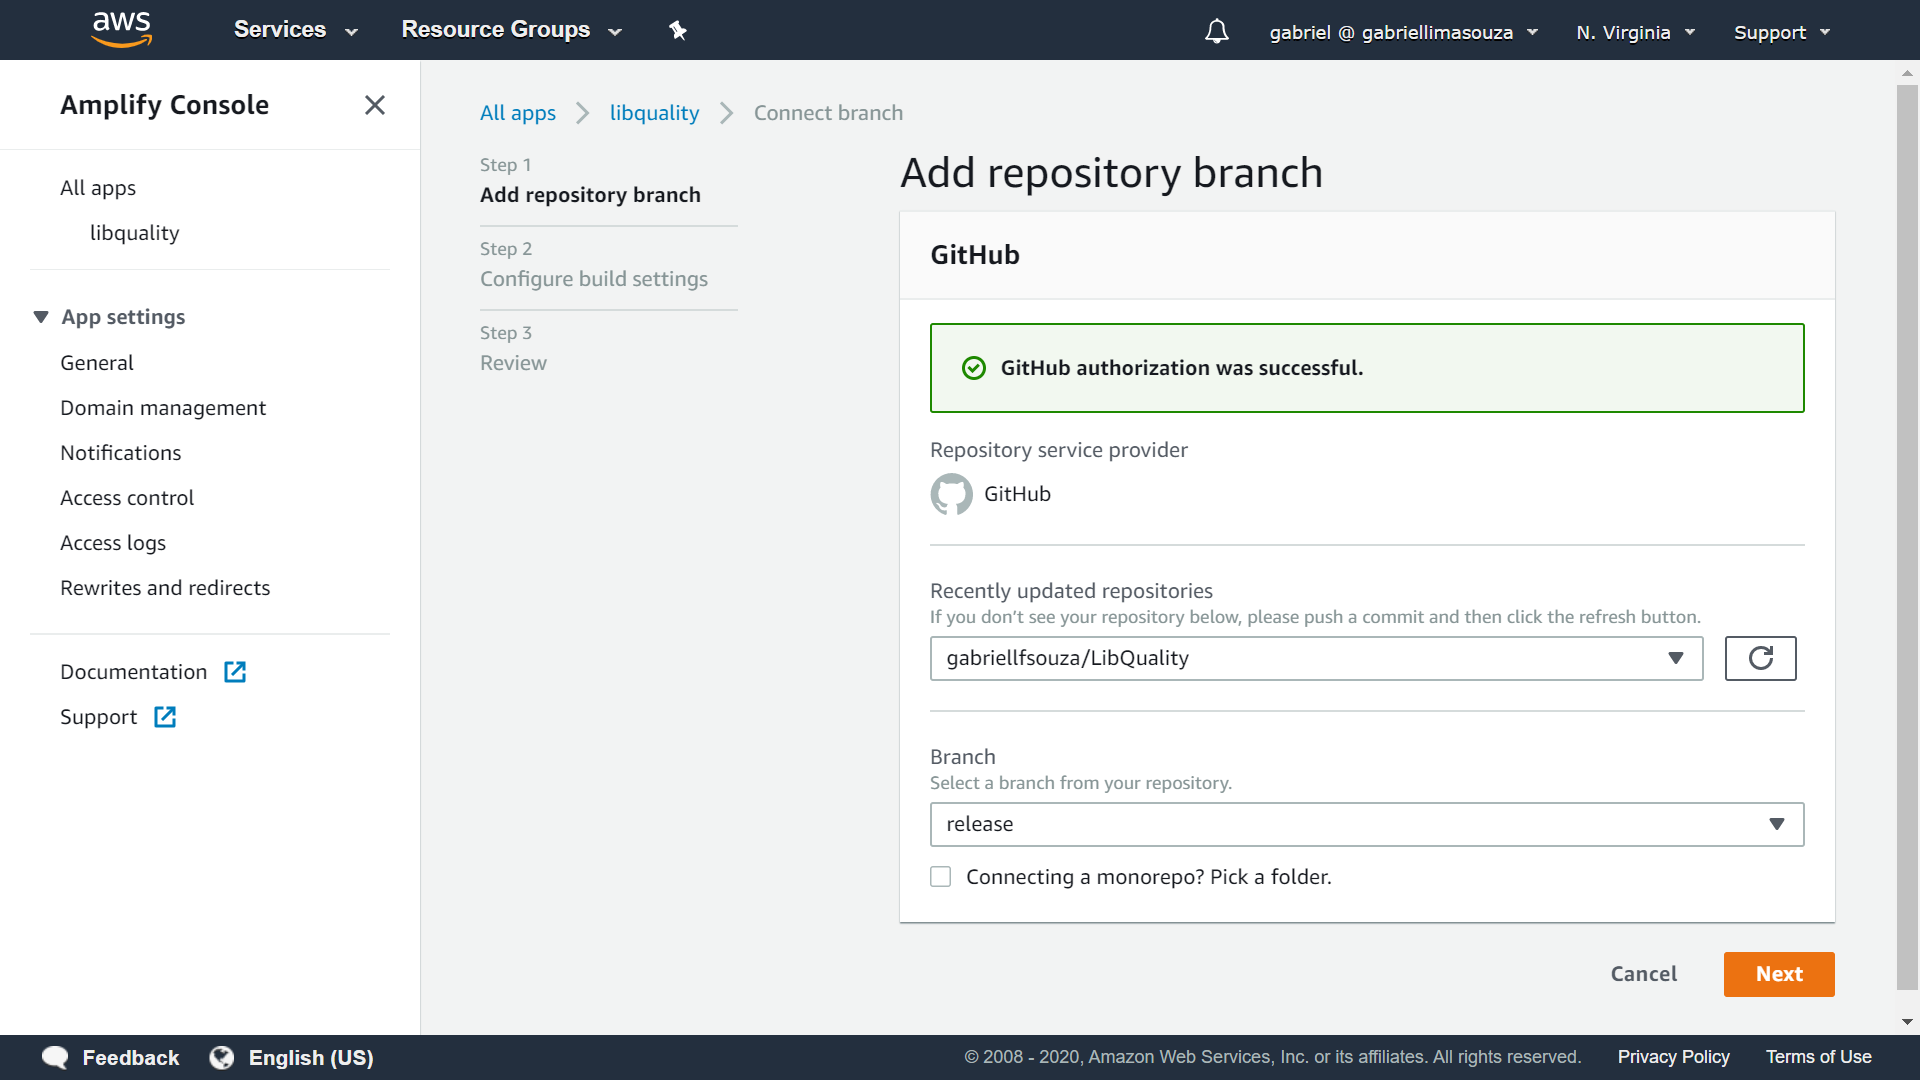 aws
Services
Resource Groups
gabriel @ gabriellimasouza
N. Virginia
Support
Amplify Console
All apps
libquality
App settings
General
Domain management
Notifications
Access control
Access logs
Rewrites and redirects
Documentation
Support
All apps
libquality
Connect branch
Step 1
Add repository branch
Step 2
Configure build settings
Step 3
Review
Add repository branch
GitHub
GitHub authorization was successful.
Repository service provider
GitHub
Recently updated repositories
If you don’t see your repository below, please push a commit and then click the refresh button.
gabriellfsouza/LibQuality
Branch
Select a branch from your repository.
release
Connecting a monorepo? Pick a folder.
Cancel
Next
Feedback
English (US)
© 2008 - 2020, Amazon Web Services, Inc. or its affiliates. All rights reserved.
Privacy Policy
Terms of Use